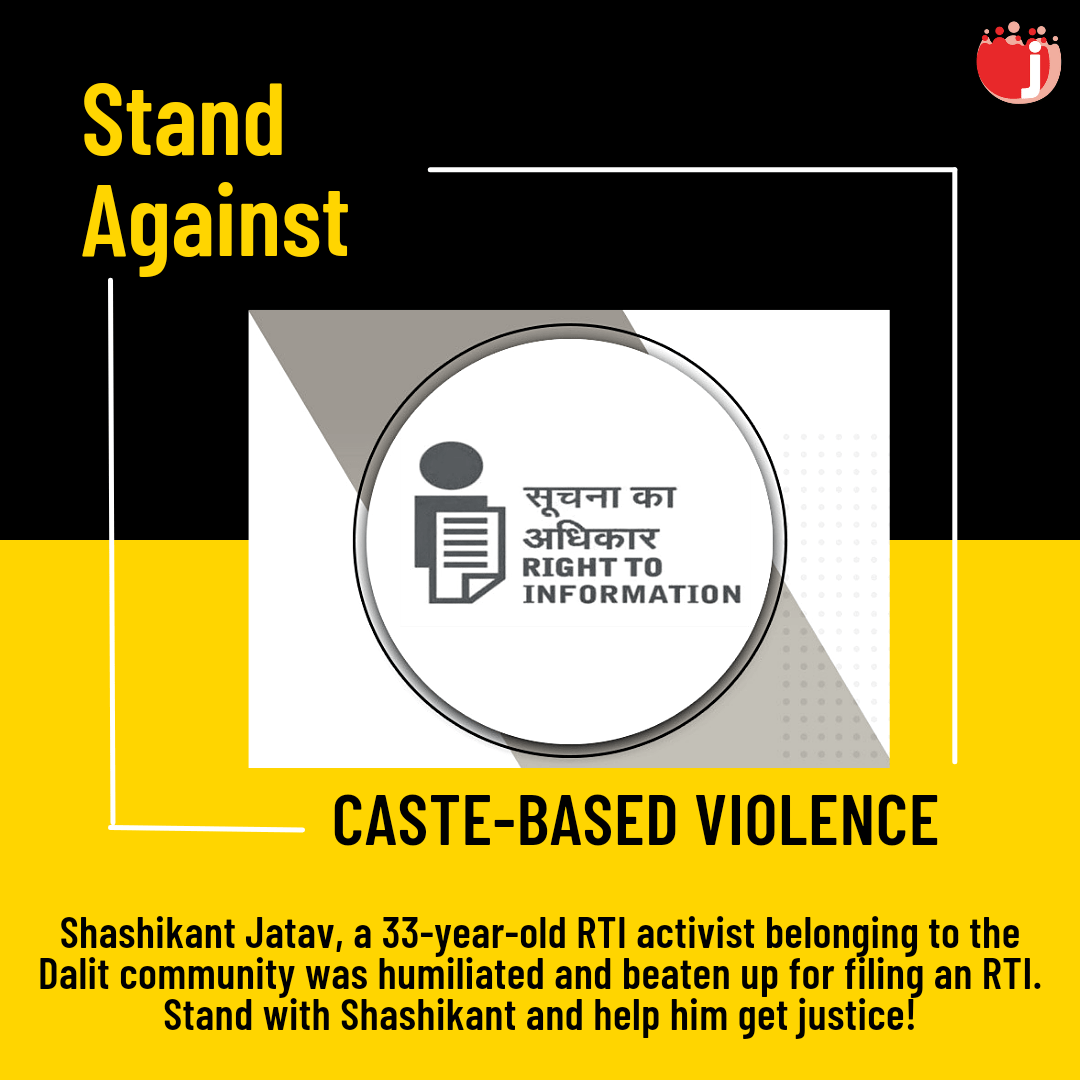 j
Stand
Against
सूचना का
अधिकार
RIGHT TO
INFORMATION
CASTE-BASED VIOLENCE
Shashikant Jatav, a 33-year-old RTI activist belonging to the
Dalit community was humiliated and beaten up for filing an RTI.
Stand with Shashikant and help him get justice!